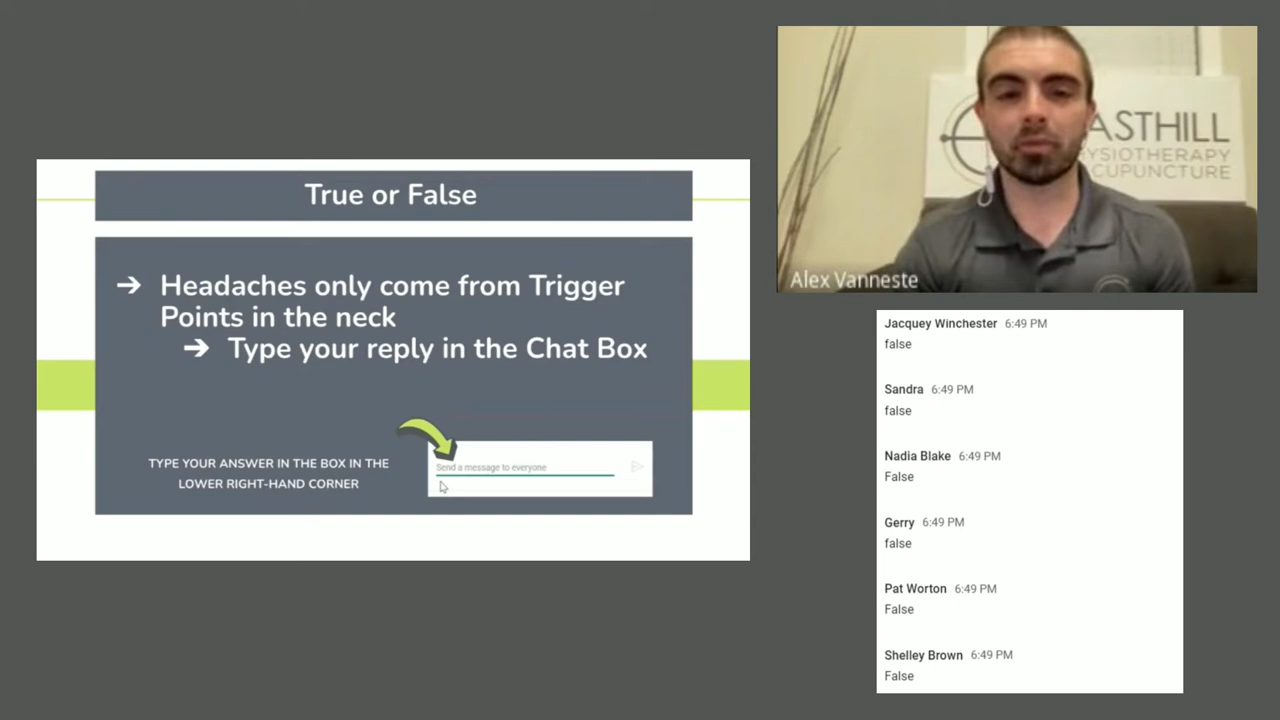 True or False
➔ Headaches only come from Trigger
Points in the neck
➔ Type your reply in the Chat Box
TYPE YOUR ANSWER IN THE BOX IN THE
LOWER RIGHT-HAND CORNER
Send a message to everyone
ASTHILL
YSIOTHERAPY
CUPUNCTURE
Alex Vanneste
Jacquey Winchester 6:49 PM
false
Sandra 6:49 PM
false
Nadia Blake 6:49 PM
False
Gerry 6:49 PM
false
Pat Worton 6:49 PM
False
Shelley Brown 6:49 PM
False